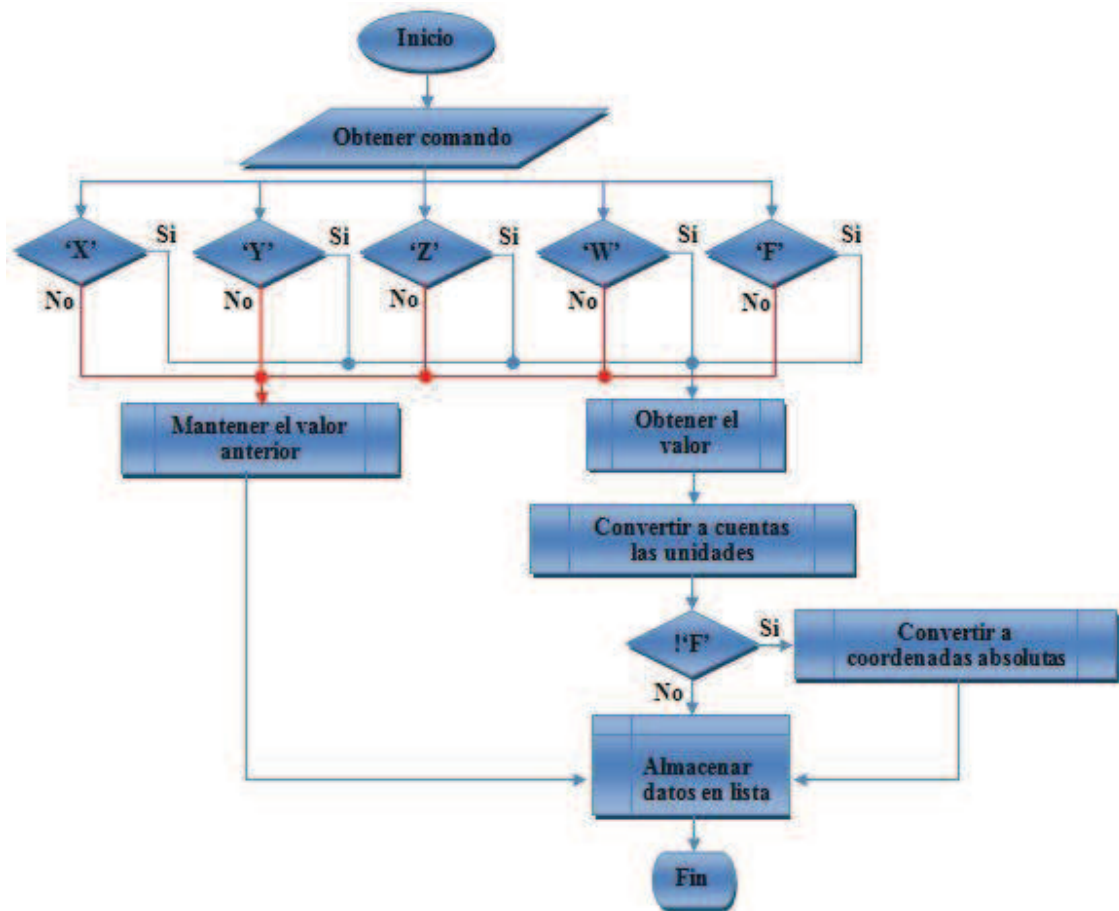 Inicio
Obtener comando
‘X’
Si
No
‘Y’
Si
No
‘Z’
Si
No
‘W’
Sí
No
‘F’
Si
No
Mantener el valor
anterior
Obtener el
valor
Convertir a cuentas
las unidades
!‘F’
Si
No
Convertir a
coordenadas absolutas
Almacenar
datos en lista
Fin